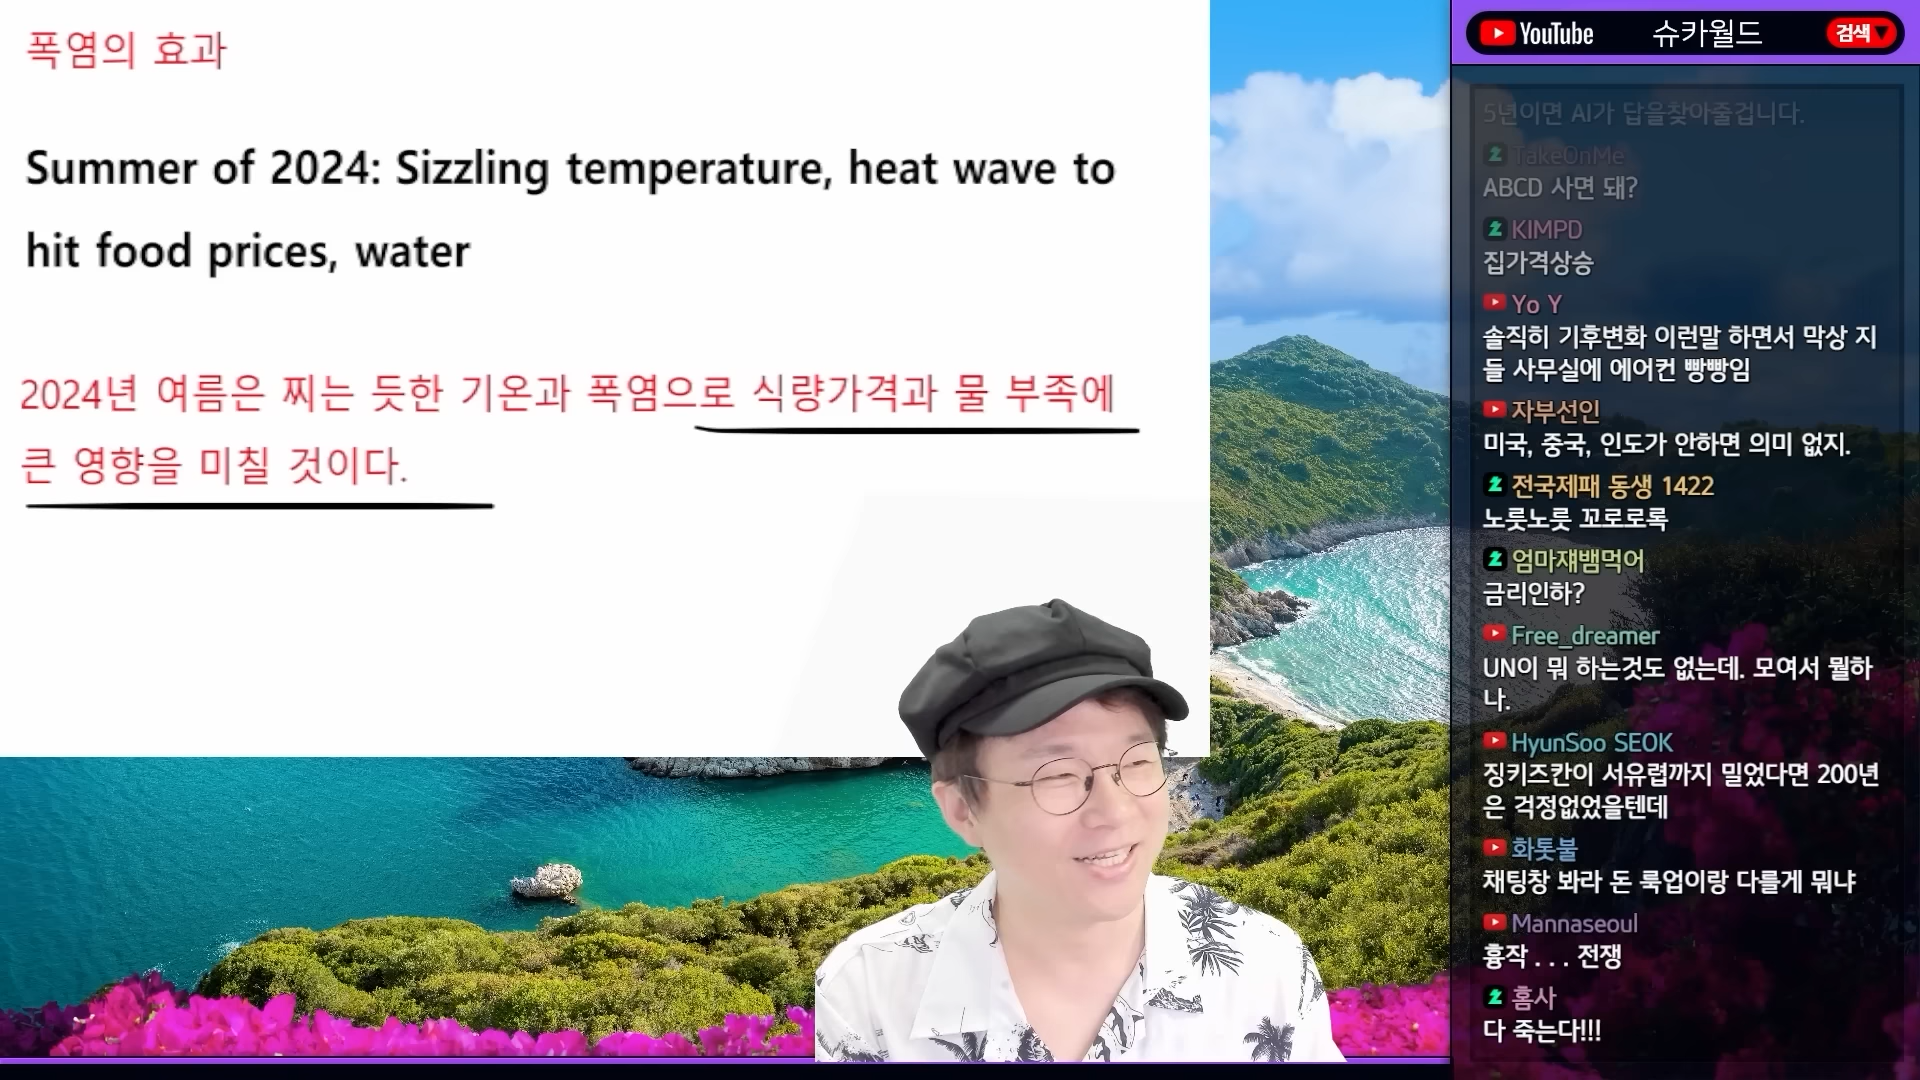 폭염의 효과
Summer of 2024: Sizzling temperature, heat wave to
hit food prices, water
2024년 여름은 찌는 듯한 기온과 폭염으로 식량가격과 물 부족에
큰 영향을 미칠 것이다.
YouTube 슈카월드 검색
5년이면 AI가 답을찾아줄겁니다.
TakeOnMe
ABCD 사면 돼?
KIMPD
집가격상승
Yo Y
솔직히 기후변화 이런말 하면서 막상 지
들 사무실에 에어컨 빵빵임
자부선인
미국, 중국, 인도가 안하면 의미 없지.
전국제패 동생 1422
노릇노릇 꼬로로록
엄마쟤뱀먹어
금리인하?
Free_dreamer
UN이 뭐 하는것도 없는데. 모여서 뭘하
나.
HyunSoo SEOK
징키즈칸이 서유렵까지 밀었다면 200년
은 걱정없었을텐데
화톳불
채팅창 봐라 돈 룩업이랑 다를게 뭐냐
Mannaseoul
흉작 . . . 전쟁
홈사
다 죽는다!!!